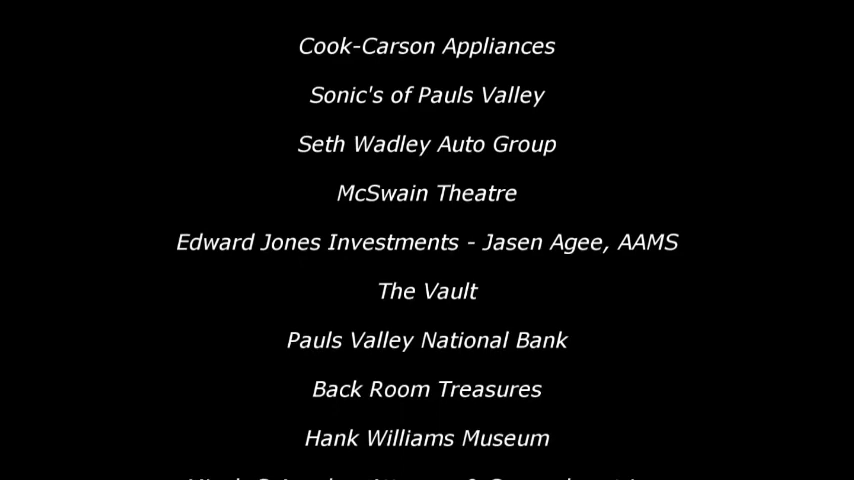 Cook-Carson Appliances
Sonic's of Pauls Valley
Seth Wadley Auto Group
McSwain Theatre
Edward Jones Investments - Jasen Agee, AAMS
The Vault
Pauls Valley National Bank
Back Room Treasures
Hank Williams Museum